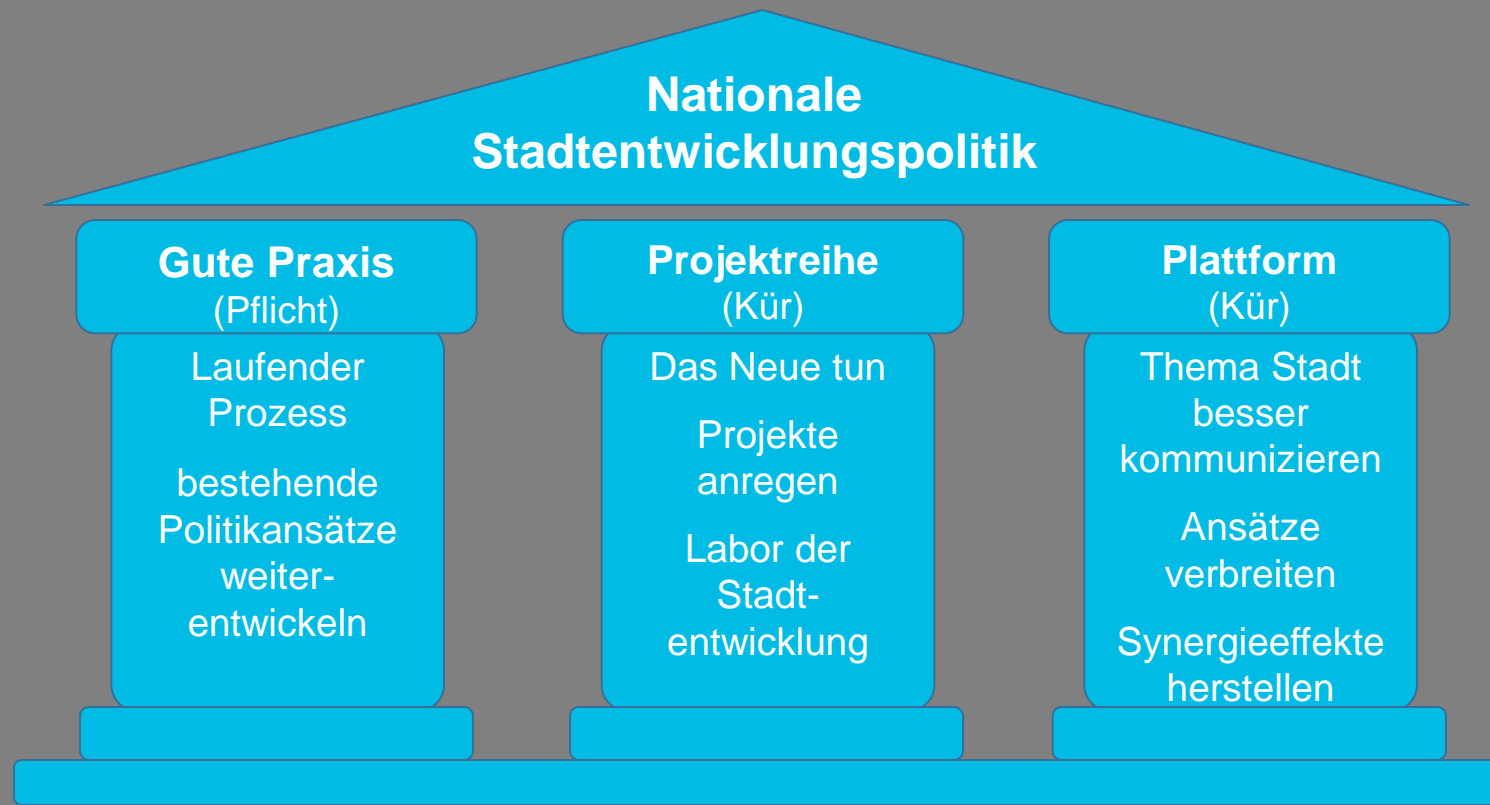 Nationale
Stadtentwicklungspolitik
Gute Praxis
(Pflicht)
Laufender
Prozess
bestehende
Politikansätze
weiter-
entwickeln
Projektreihe
(Kür)
Das Neue tun
Projekte
anregen
Labor der
Stadt-
entwicklung
Plattform
(Kür)
Thema Stadt
besser
kommunizieren
Ansätze
verbreiten
Synergieeffekte
herstellen